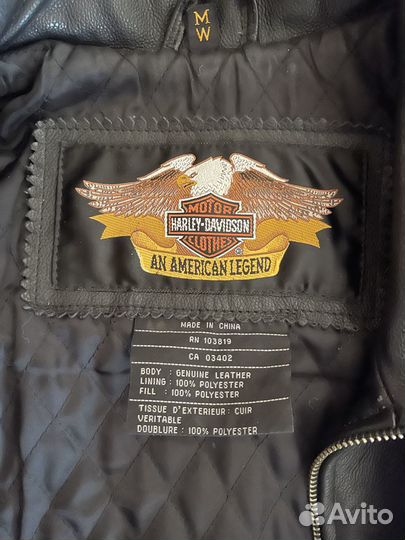 M
W
MOTOR
HARLEY-DAVIDSON
CLOTHES
®
AN AMERICAN LEGEND
MADE IN CHINA
RN 103819
CA 03402
BODY : GENUINE LEATHER
LINING : 100% POLYESTER
FILL : 100% POLYESTER
TISSUE D'EXTERIEUR: CUIR
VERITABLE
DOUBLURE : 100% POLYESTER
Avito